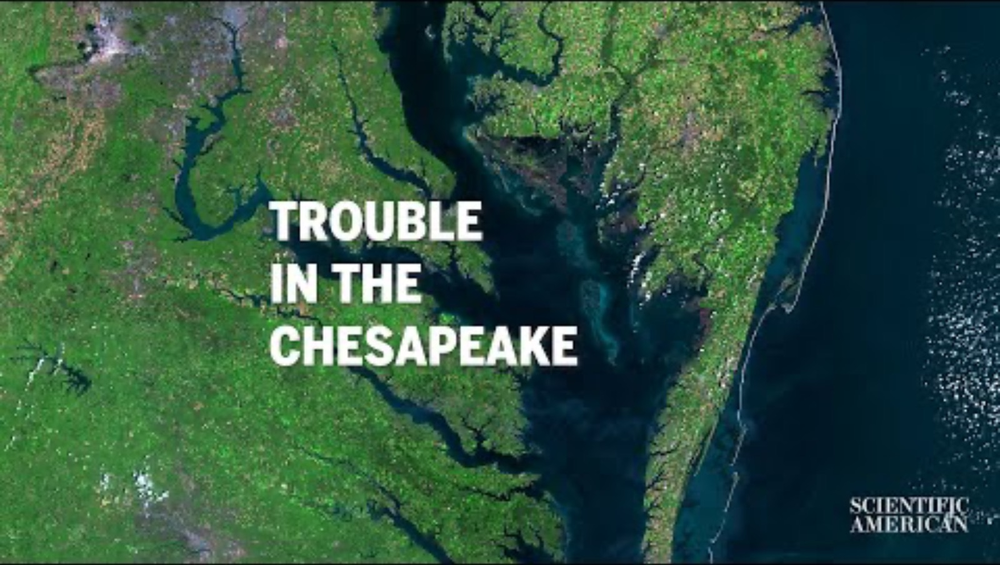 TROUBLE
IN THE
CHESAPEAKE
SCIENTIFIC
AMERICAN